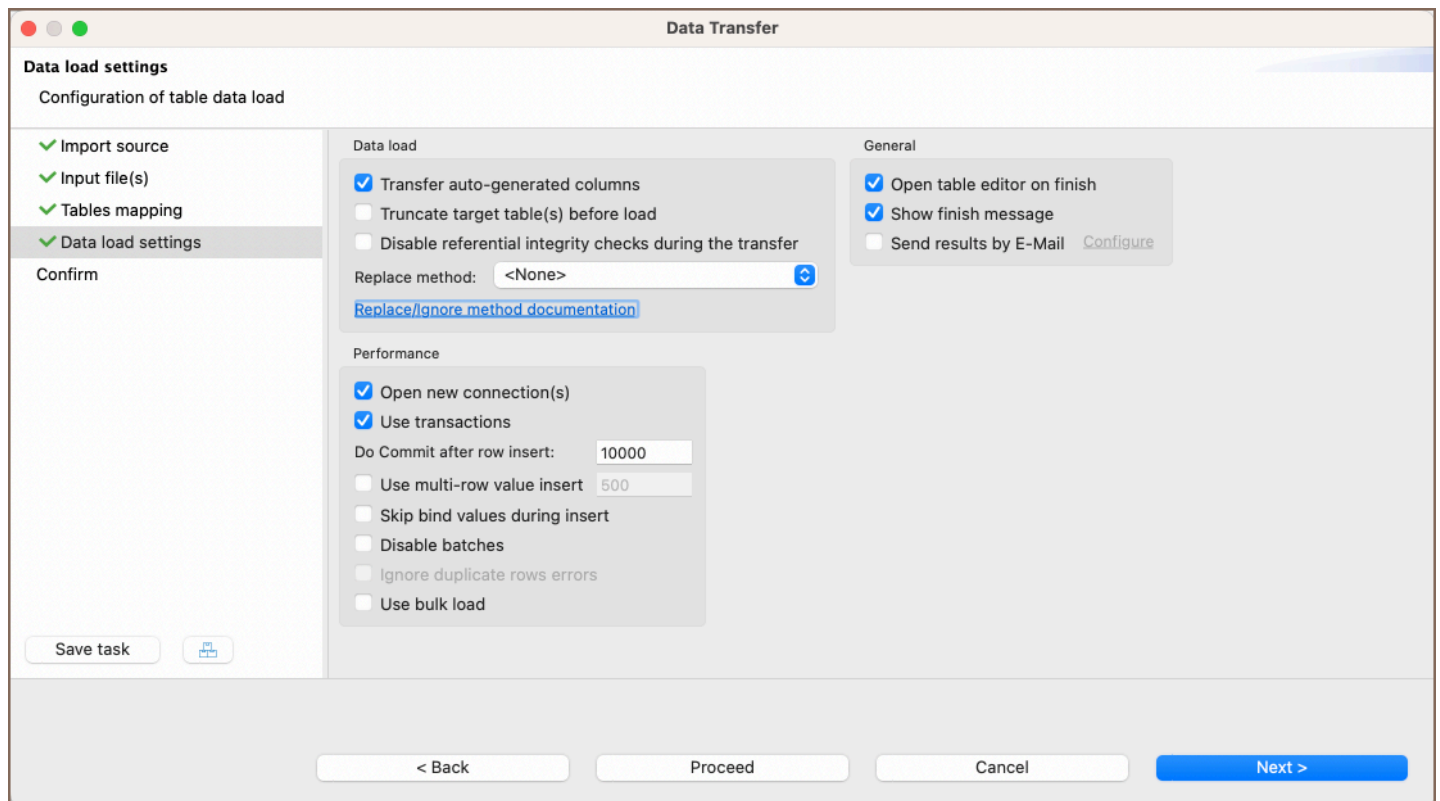 Data Transfer
Data load settings
Configuration of table data load
Import source
Input file(s)
Tables mapping
Data load settings
Confirm
Save task
Data load
Transfer auto-generated columns
Truncate target table(s) before load
Disable referential integrity checks during the transfer
Replace method: <None>
Replace/Ignore method documentation
General
Open table editor on finish
Show finish message
Send results by E-Mail Configure
Performance
Open new connection(s)
Use transactions
Do Commit after row insert: 10000
Use multi-row value insert 500
Skip bind values during insert
Disable batches
Ignore duplicate rows errors
Use bulk load
< Back Proceed Cancel Next >